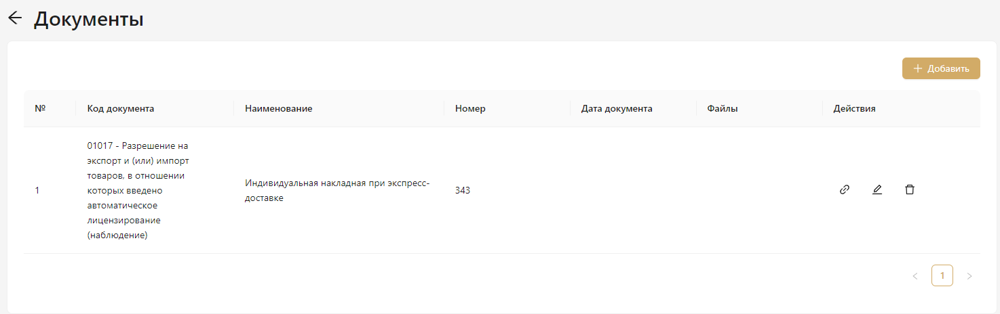 Документы
Добавить
№ Код документа Наименование Номер Дата документа Файлы Действия
01017 - Разрешение на
экспорт и (или) импорт
товаров, в отношении
которых введено
автоматическое
лицензирование
(наблюдение)
1
Индивидуальная накладная при экспресс-
доставке
343
1